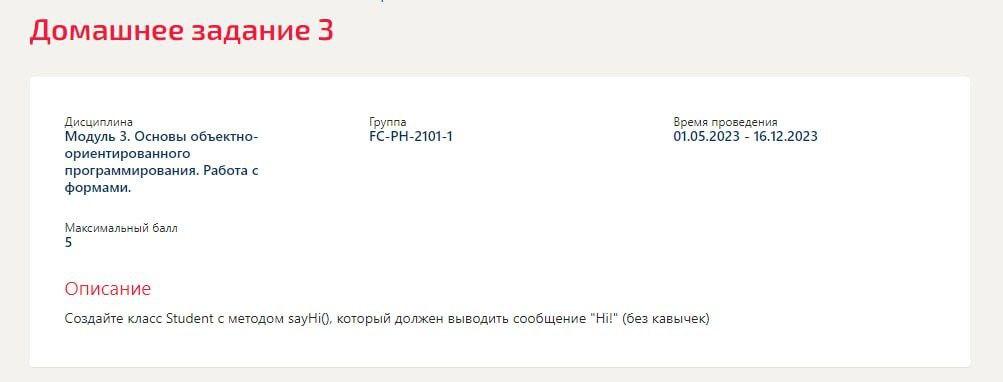 Домашнее задание 3
Дисциплина
Модуль 3. Основы объектно-
ориентированного
программирования. Работа с
формами.
Группа
FC-PH-2101-1
Время проведения
01.05.2023 - 16.12.2023
Максимальный балл
5
Описание
Создайте класс Student с методом sayHi(), который должен выводить сообщение "Hi!" (без кавычек)